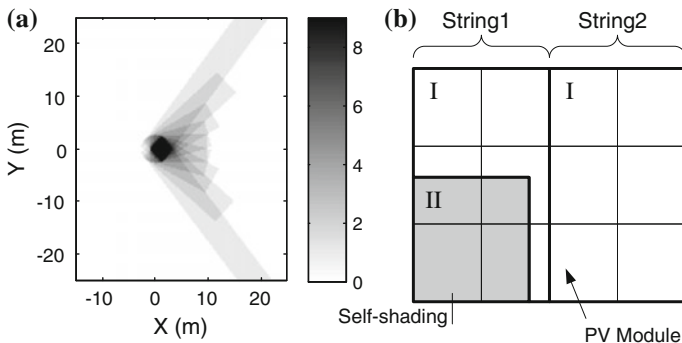 (a)
20
10
0
-10
-20
Y (m)
-10 0 10 20
X (m)
8
6
4
2
0
(b)
String1 String2
I I
II
Self-shading
PV Module